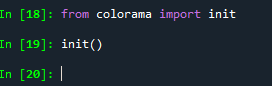 In [18]: from colorama import init
In [19]: init()
In [20]: